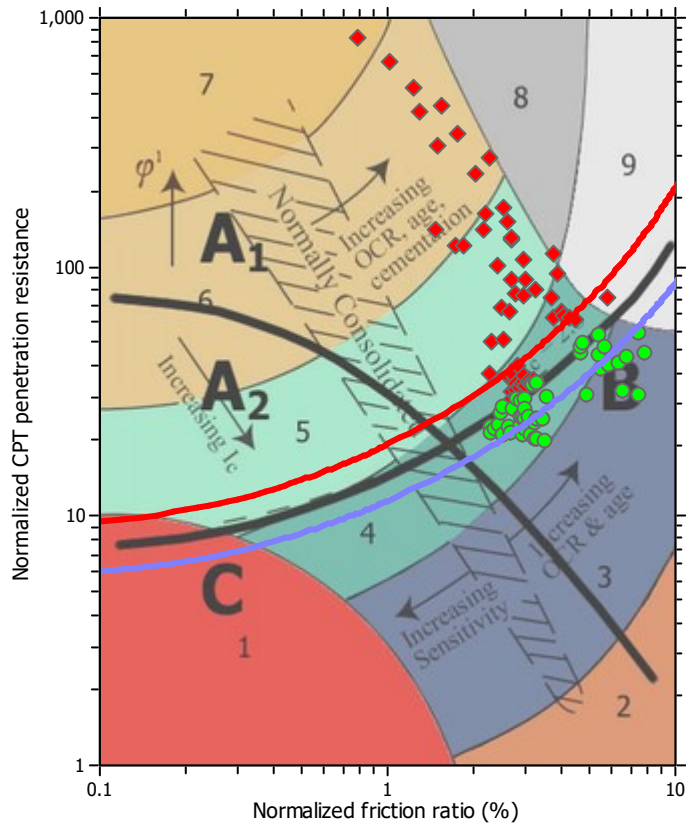 1,000
100
10
1
Normalized CPT penetration resistance
7
8
9
φ¹
A₁
Normally Consolidated
Increasing
OCR, age,
cementation
6
A₂
Increasing Ic
5
B
4
C
Increasing
OCR & age
3
Increasing
Sensitivity
1
2
0.1
1
10
Normalized friction ratio (%)